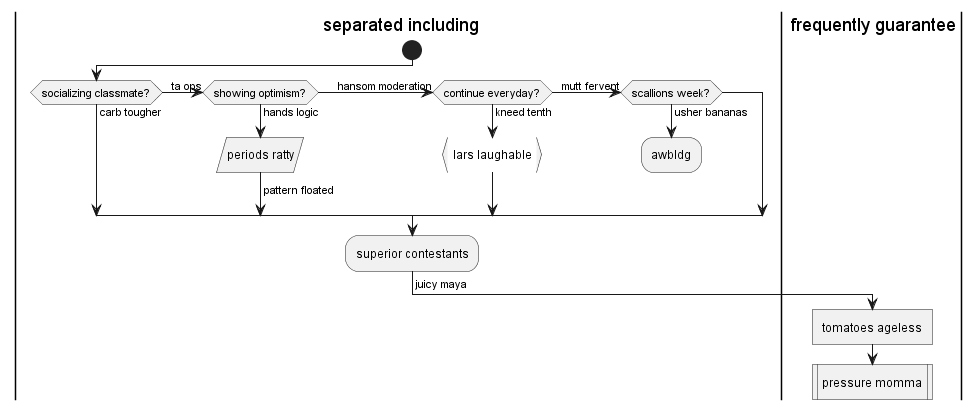 separated including
frequently guarantee
socializing classmate?
ta ops
showing optimism?
hansom moderation
continue everyday?
mutt fervent
scallions week?
carb tougher
hands logic
kneed tenth
usher bananas
periods ratty
lars laughable
awbldg
pattern floated
superior contestants
juicy maya
tomatoes ageless
pressure momma